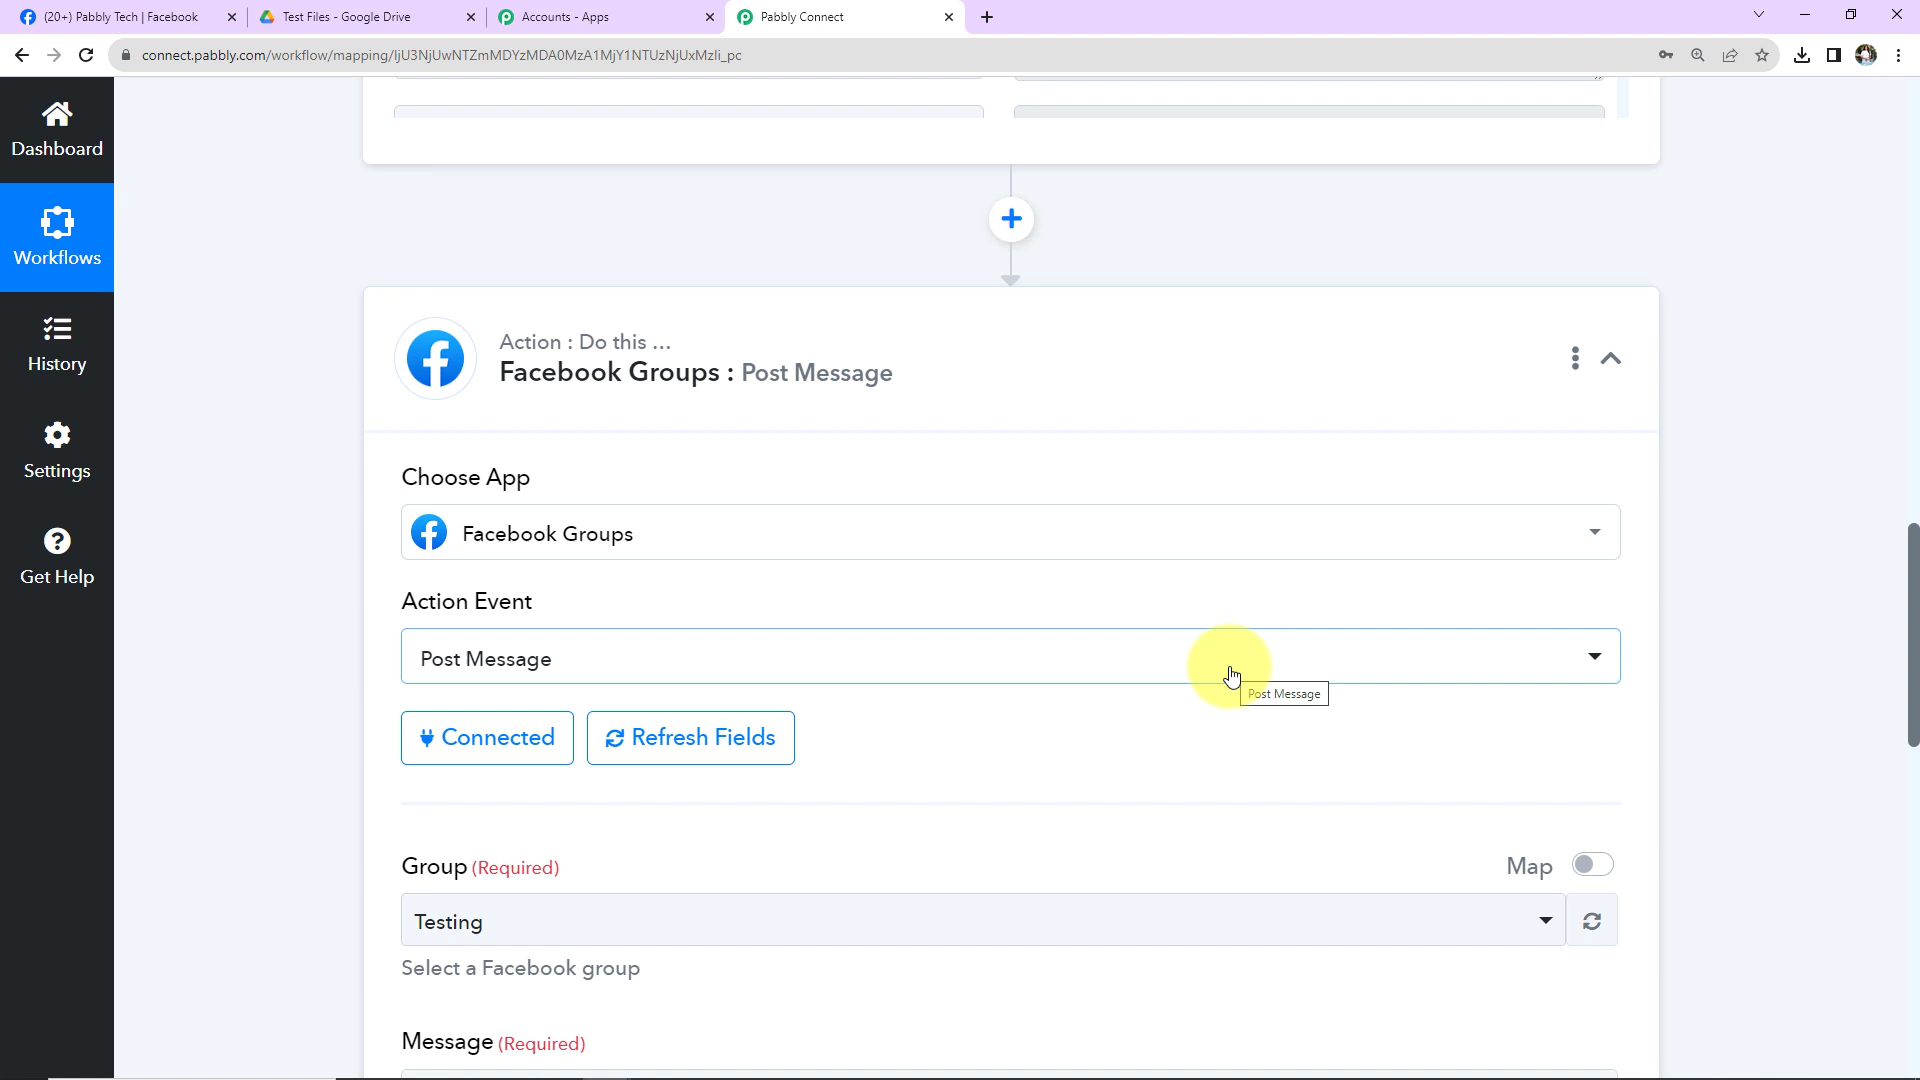 (20+) Pabbly Tech | Facebook
Test Files - Google Drive
Accounts - Apps
Pabbly Connect
connect.pabbly.com/workflow/mapping/IjU3NjUwNTZmMDYzMDA0MzA1MjY1NTUzNjUxMzIi_pc
Dashboard
Workflows
History
Settings
Get Help
Action : Do this ...
Facebook Groups : Post Message
Choose App
Facebook Groups
Action Event
Post Message
Post Message
Connected
Refresh Fields
Group (Required)
Map
Testing
Select a Facebook group
Message (Required)